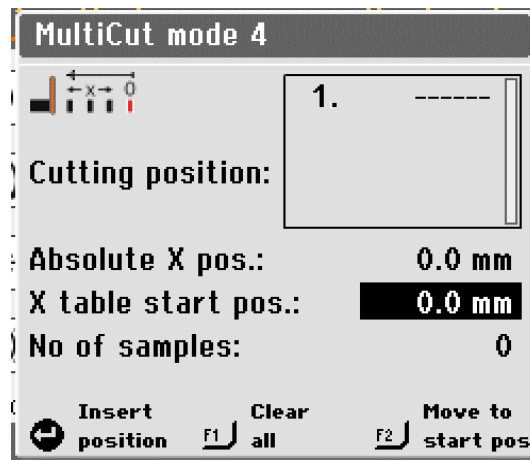 MultiCut mode 4
x 0
1. ------
Cutting position:
Absolute X pos.: 0.0 mm
X table start pos.: 0.0 mm
No of samples: 0
Insert position F1 Clear all F2 Move to start pos